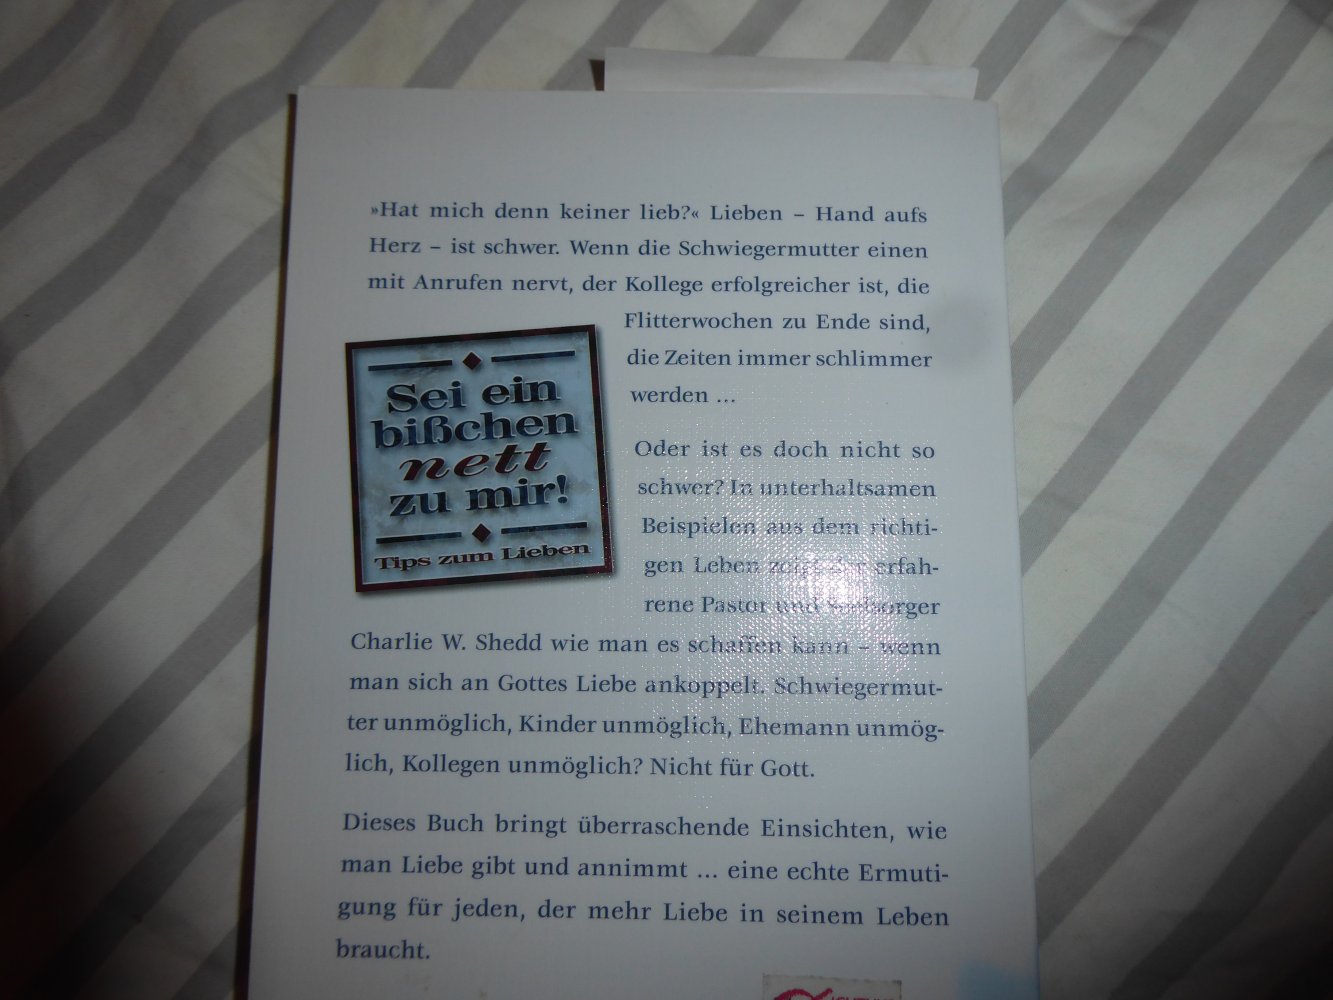 »Hat mich denn keiner lieb?« Lieben – Hand aufs
Herz – ist schwer. Wenn die Schwiegermutter einen
mit Anrufen nervt, der Kollege erfolgreicher ist, die
Flitterwochen zu Ende sind,
die Zeiten immer schlimmer
werden ...
Sei ein
bißchen
nett
zu mir!
Tips zum Lieben
Oder ist es doch nicht so
schwer? In unterhaltsamen
Beispielen aus dem richti-
gen Leben zeigt der erfah-
rene Pastor und Seelsorger
Charlie W. Shedd wie man es schaffen kann – wenn
man sich an Gottes Liebe ankoppelt. Schwiegermut-
ter unmöglich, Kinder unmöglich, Ehemann unmög-
lich, Kollegen unmöglich? Nicht für Gott.
Dieses Buch bringt überraschende Einsichten, wie
man Liebe gibt und annimmt ... eine echte Ermuti-
gung für jeden, der mehr Liebe in seinem Leben
braucht.